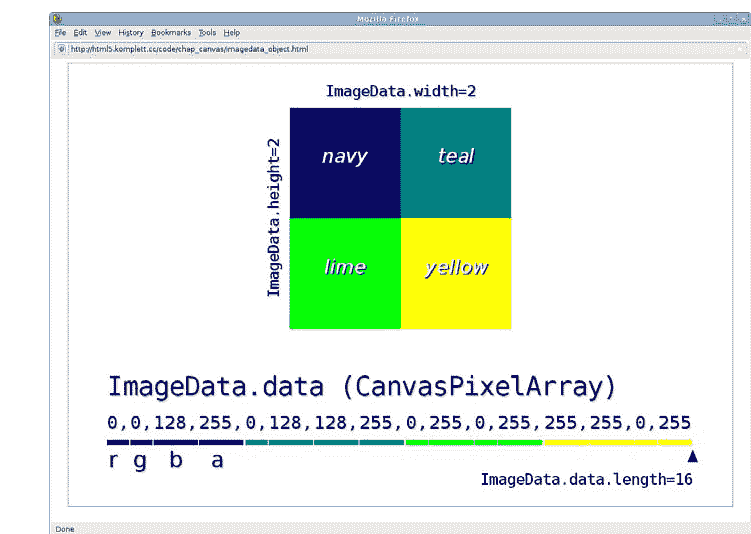 Mozilla Firefox
File Edit View History Bookmarks Tools Help
http://html5.komplett.cc/code/chap_canvas/imagedata_object.html
ImageData.width=2
ImageData.height=2
navy teal
lime yellow
ImageData.data (CanvasPixelArray)
0,0,128,255,0,128,128,255,0,255,0,255,255,255,0,255
r g b a
ImageData.data.length=16
Done